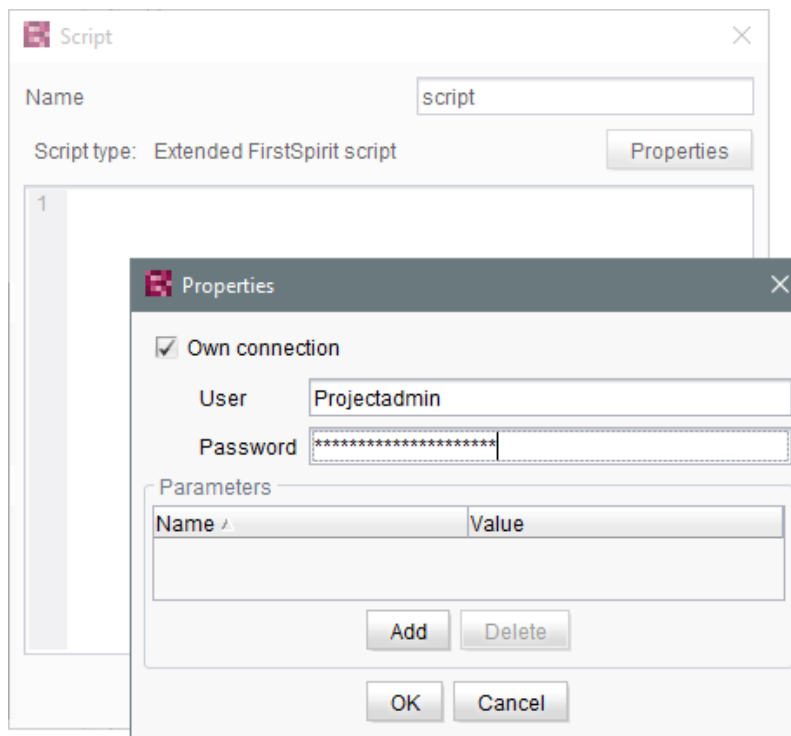 Script
Name script
Script type: Extended FirstSpirit script Properties
1
Properties
Own connection
User Projectadmin
Password *********************
Parameters
Name Value
Add Delete
OK Cancel